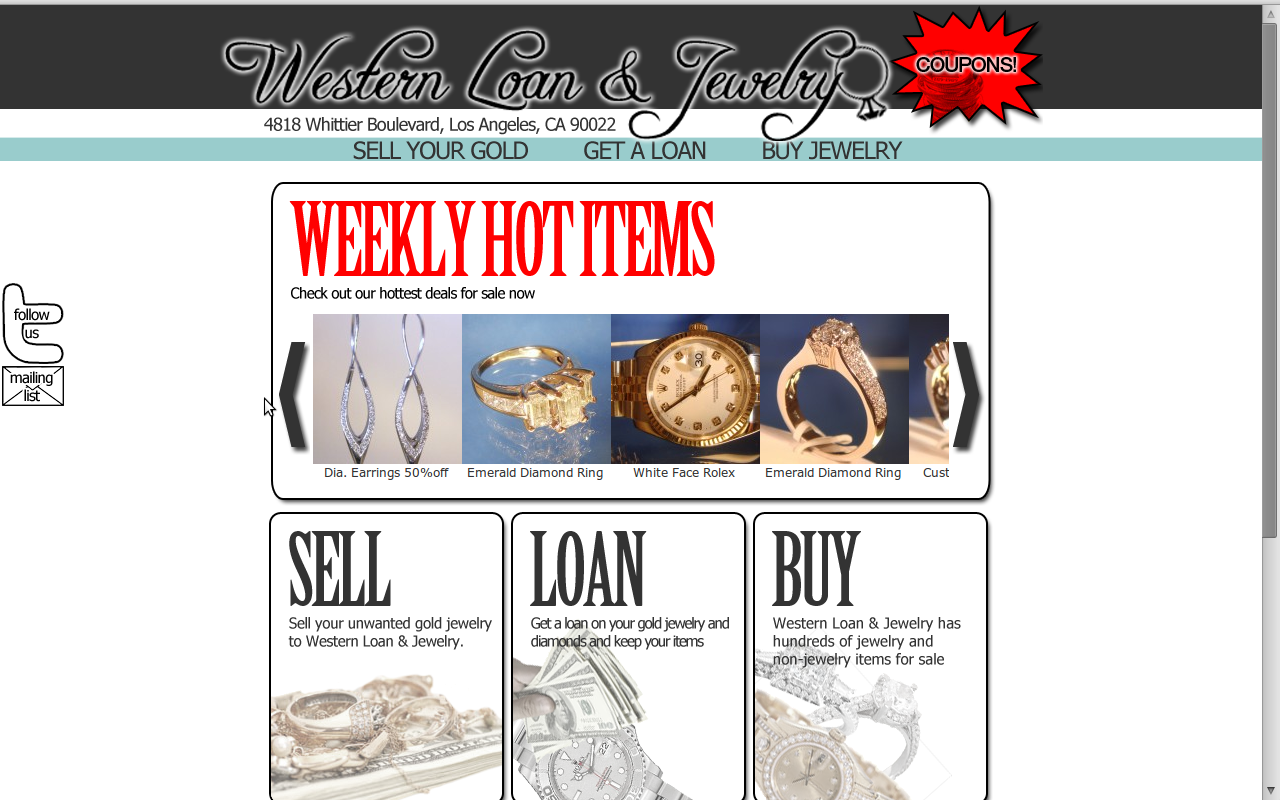 Western Loan & Jewelry
COUPONS!
4818 Whittier Boulevard, Los Angeles, CA 90022
SELL YOUR GOLD GET A LOAN BUY JEWELRY
WEEKLY HOT ITEMS
Check out our hottest deals for sale now
follow
us
mailing
list
30
Dia. Earrings 50%off Emerald Diamond Ring White Face Rolex Emerald Diamond Ring Cust
SELL
Sell your unwanted gold jewelry
to Western Loan & Jewelry.
LOAN
Get a loan on your gold jewelry and
diamonds and keep your items
22
BUY
Western Loan & Jewelry has
hundreds of jewelry and
non-jewelry items for sale